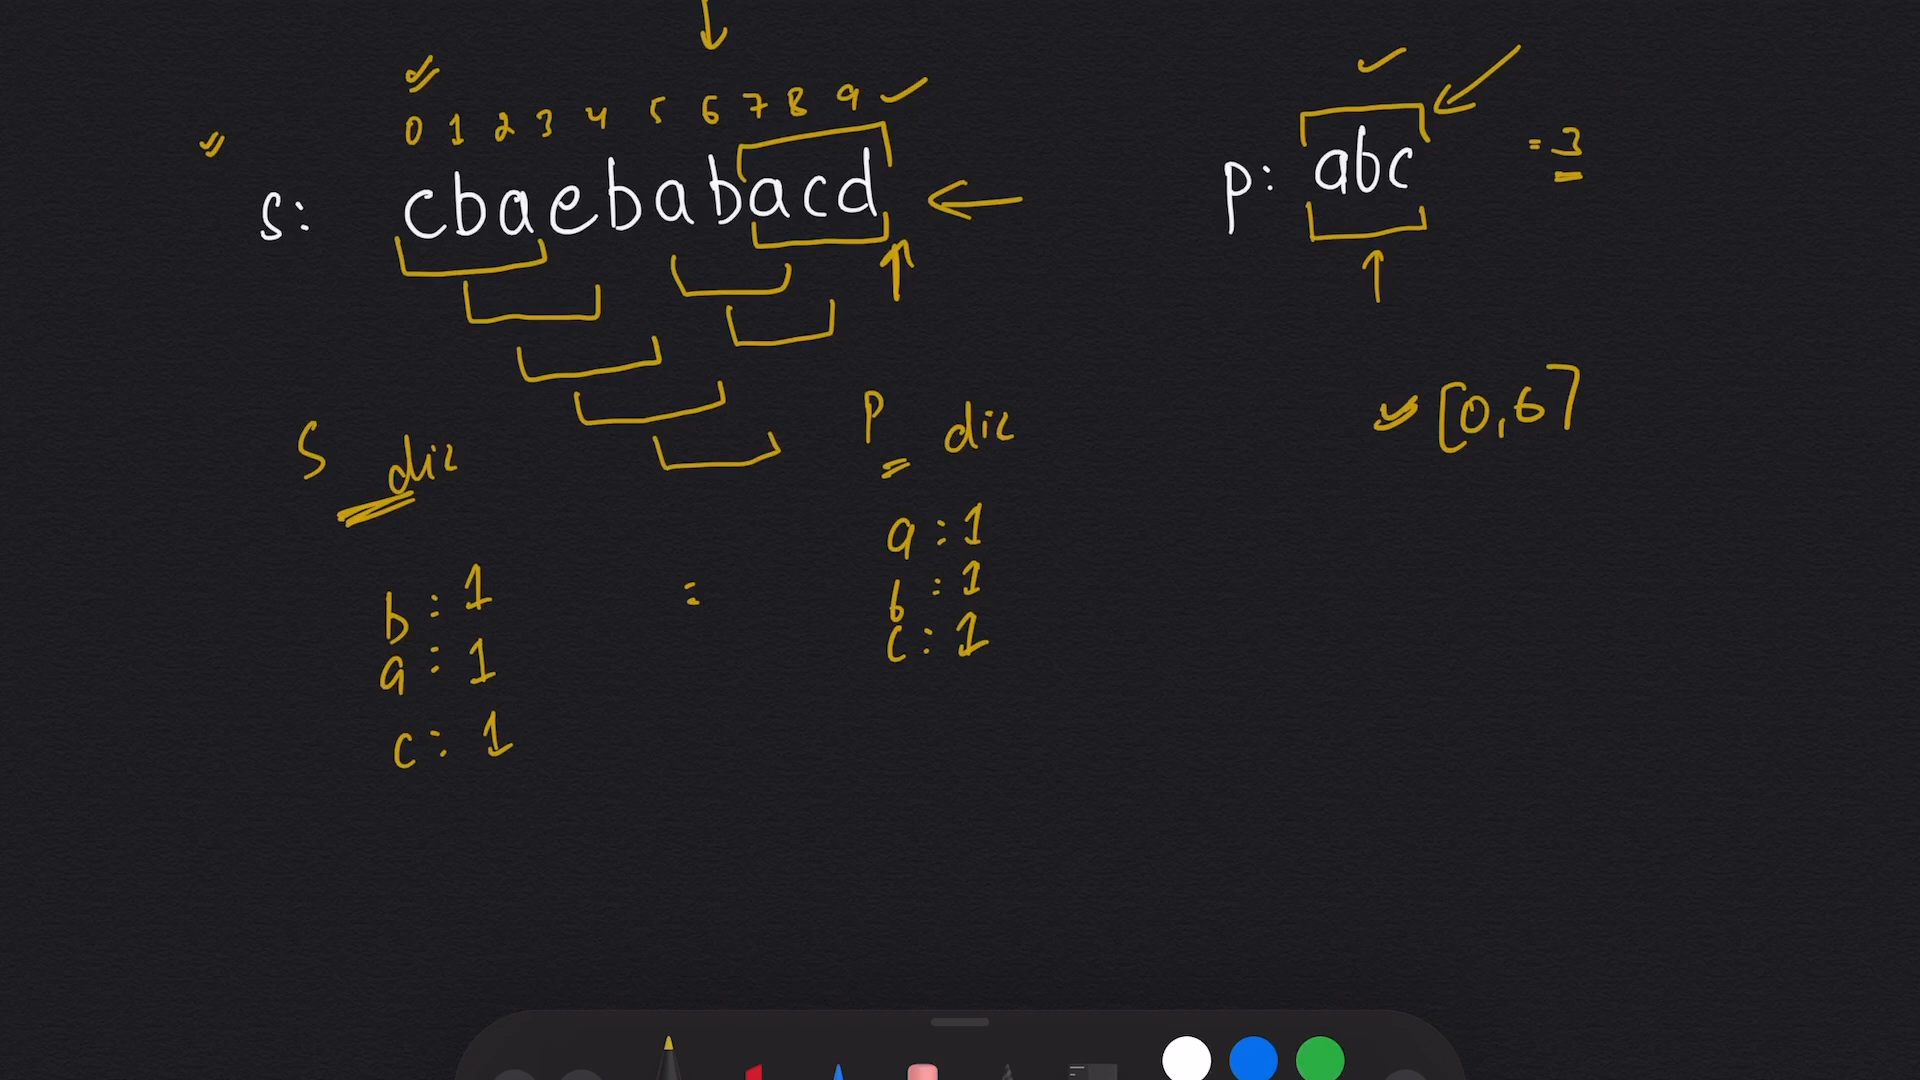 0 1 2 3 4 5 6 7 8 9
s: cbaebabacd
p: abc = 3
[0,6]
S dic
P dic
b : 1
a : 1
c : 1
=
a : 1
b : 1
c : 1